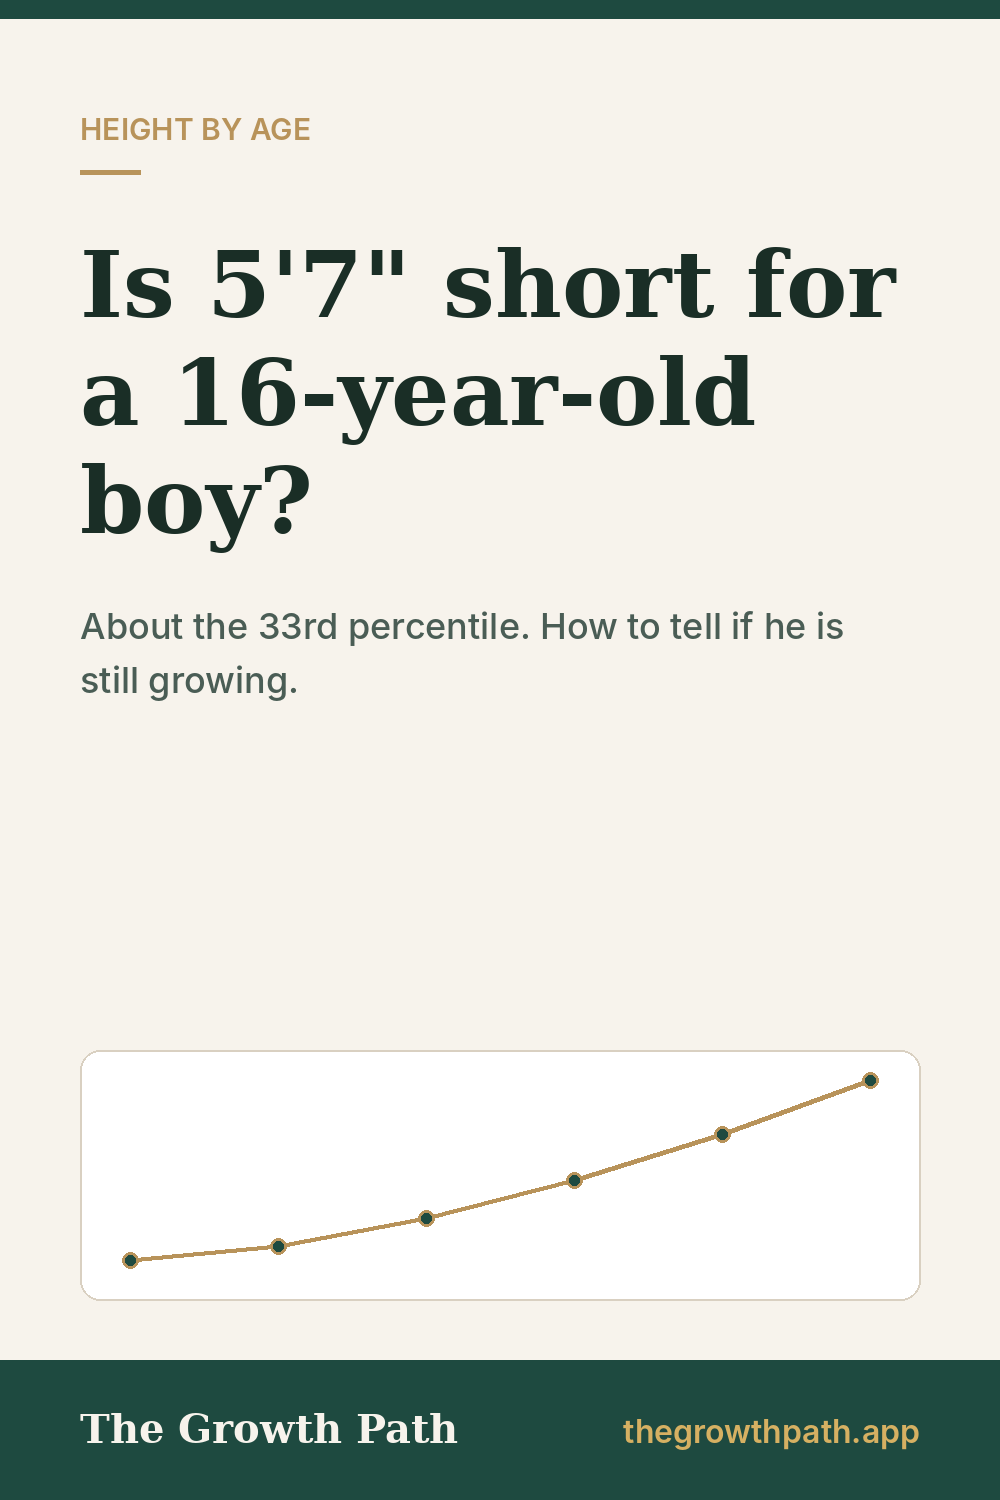 HEIGHT BY AGE
Is 5'7" short for
a 16-year-old
boy?
About the 33rd percentile. How to tell if he is
still growing.
The Growth Path
thegrowthpath.app